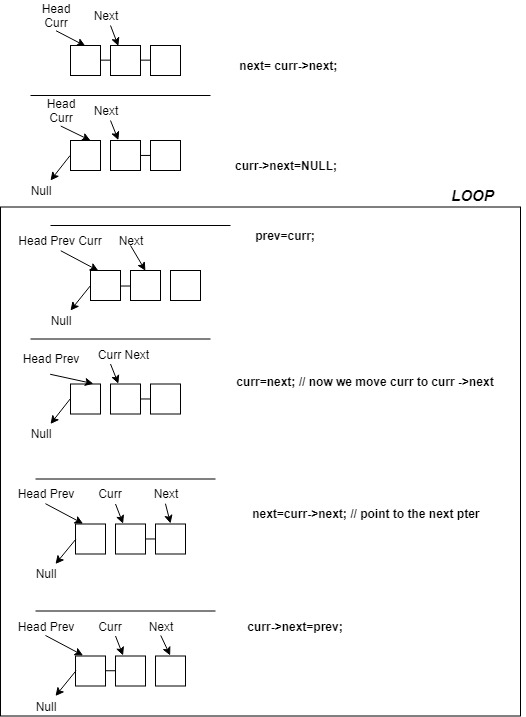 Head
Curr
Next
next= curr->next;
Head
Curr
Next
curr->next=NULL;
Null
LOOP
prev=curr;
Head Prev Curr
Next
Null
Head Prev
Curr Next
curr=next; // now we move curr to curr ->next
Null
Head Prev
Curr
Next
next=curr->next; // point to the next pter
Null
Head Prev
Curr
Next
curr->next=prev;
Null